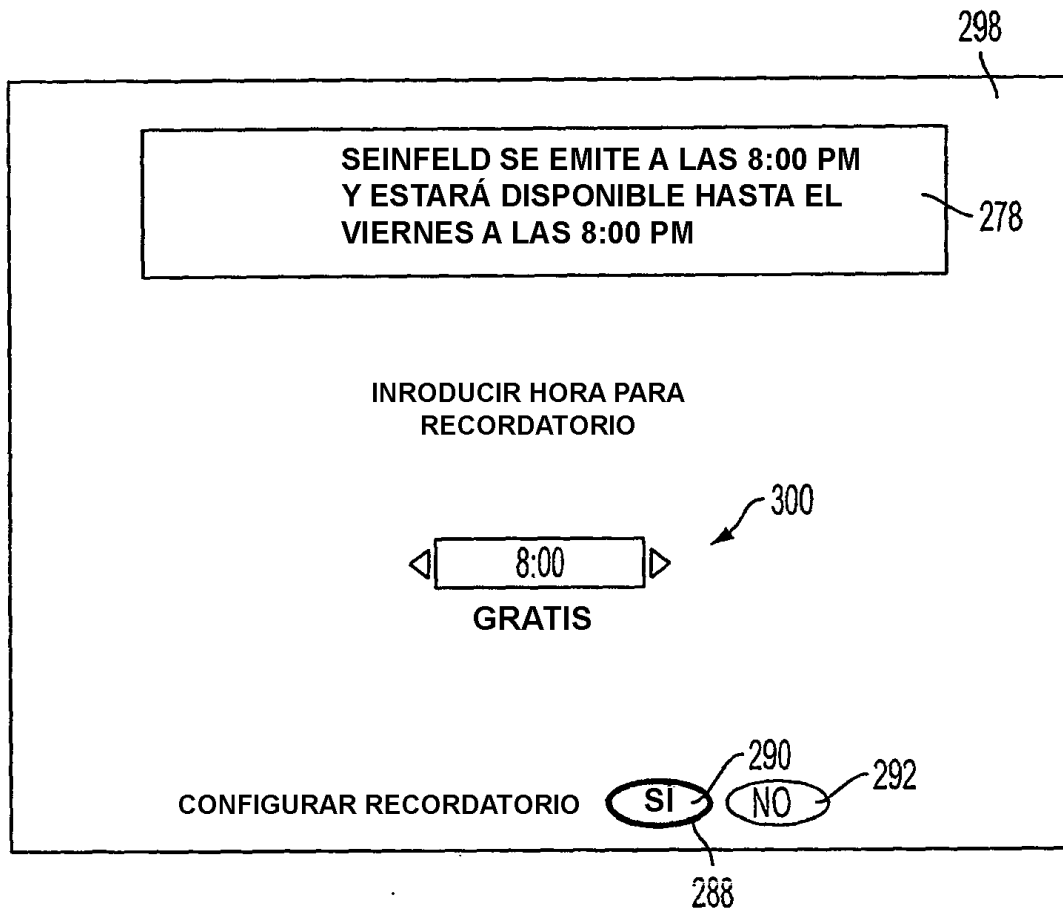 298
SEINFELD SE EMITE A LAS 8:00 PM
Y ESTARÁ DISPONIBLE HASTA EL
VIERNES A LAS 8:00 PM
278
INRODUCIR HORA PARA
RECORDATORIO
300
8:00
GRATIS
CONFIGURAR RECORDATORIO SÍ NO
290
292
288